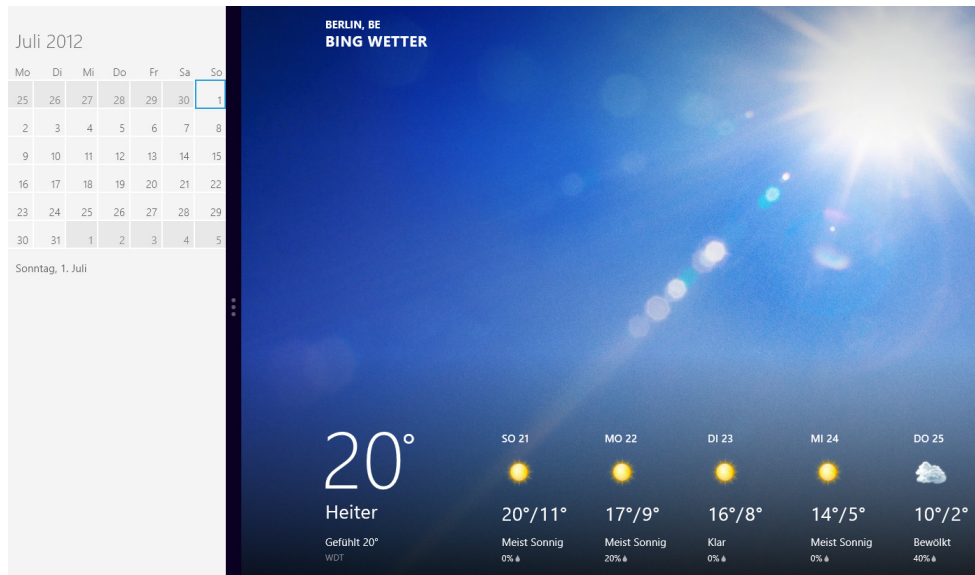 Juli 2012
Mo Di Mi Do Fr Sa So
25 26 27 28 29 30 1
2 3 4 5 6 7 8
9 10 11 12 13 14 15
16 17 18 19 20 21 22
23 24 25 26 27 28 29
30 31 1 2 3 4 5
Sonntag, 1. Juli
BERLIN, BE
BING WETTER
20°
Heiter
Gefühlt 20°
WDT
SO 21 MO 22 DI 23 MI 24 DO 25
20°/11° 17°/9° 16°/8° 14°/5° 10°/2°
Meist Sonnig Meist Sonnig Klar Meist Sonnig Bewölkt
0% 20% 0% 0% 40%